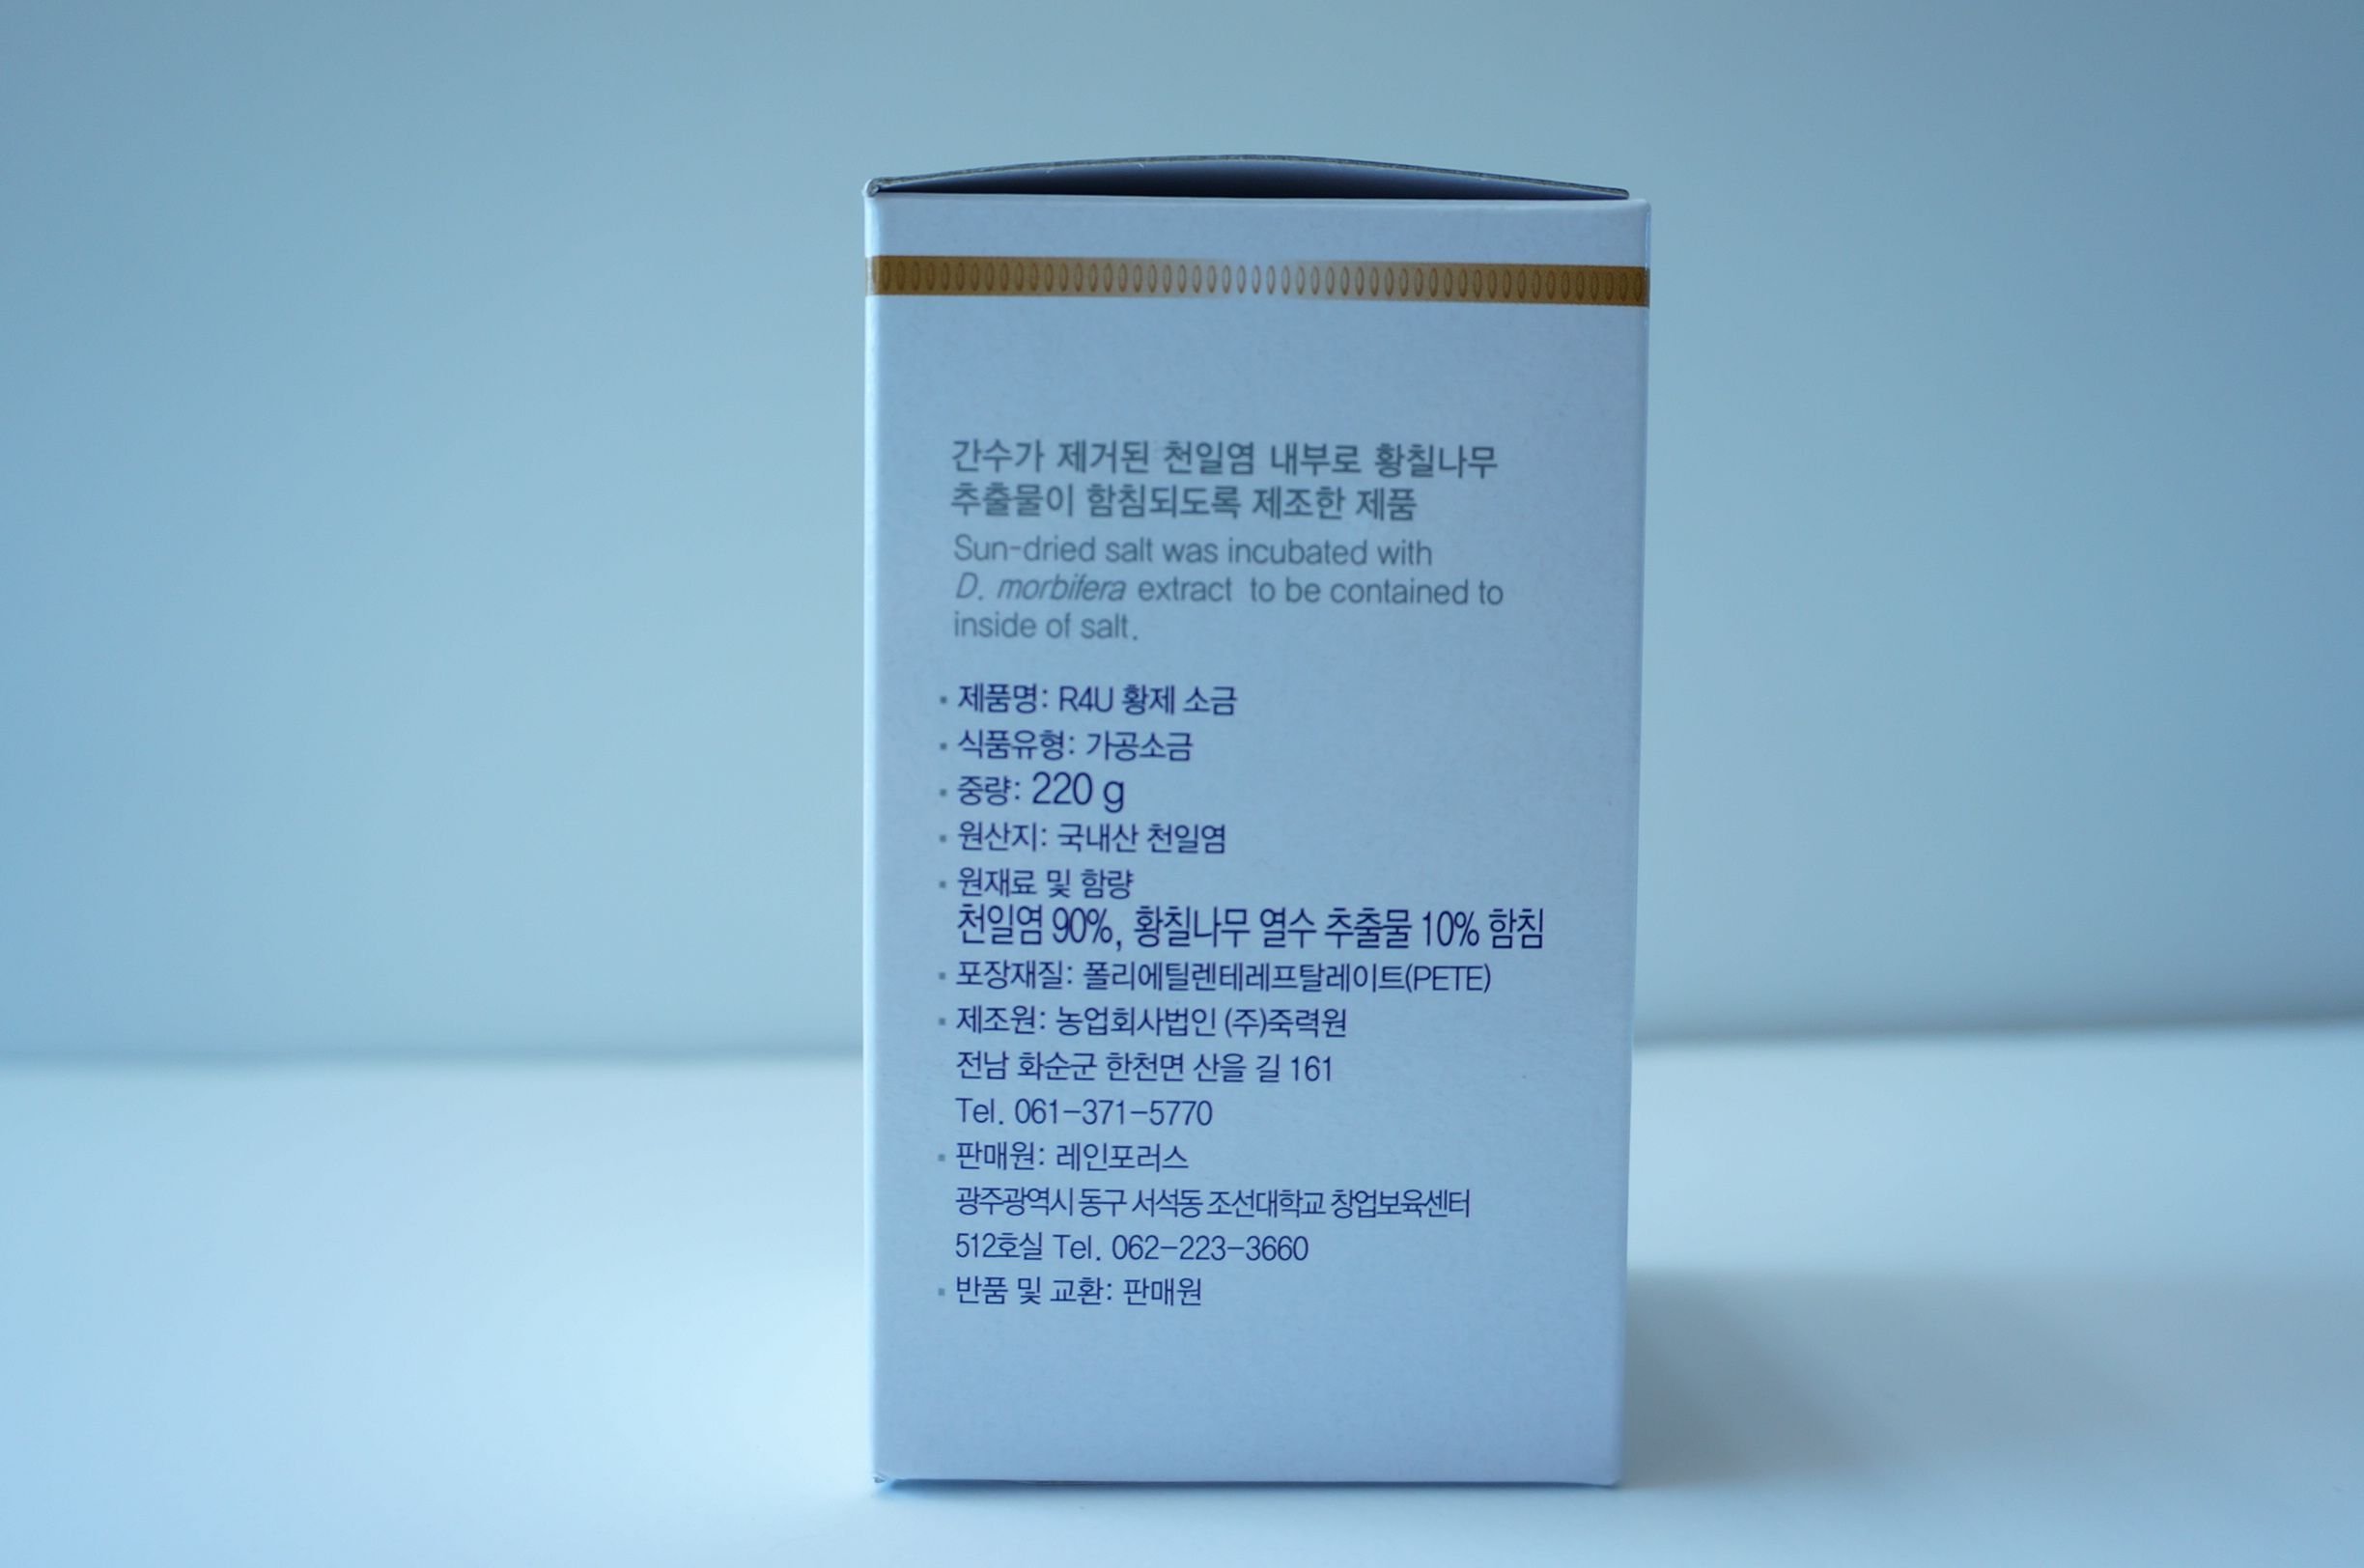 간수가 제거된 천일염 내부로 황칠나무
추출물이 함침되도록 제조한 제품
Sun-dried salt was incubated with
D. morbifera extract to be contained to
inside of salt.
· 제품명: R4U 황제 소금
· 식품유형: 가공소금
· 중량: 220 g
· 원산지: 국내산 천일염
· 원재료 및 함량
천일염 90%, 황칠나무 열수 추출물 10% 함침
· 포장재질: 폴리에틸렌테레프탈레이트(PETE)
· 제조원: 농업회사법인 (주)죽력원
전남 화순군 한천면 산을 길 161
Tel. 061-371-5770
· 판매원: 레인포러스
광주광역시 동구 서석동 조선대학교 창업보육센터
512호실 Tel. 062-223-3660
· 반품 및 교환: 판매원